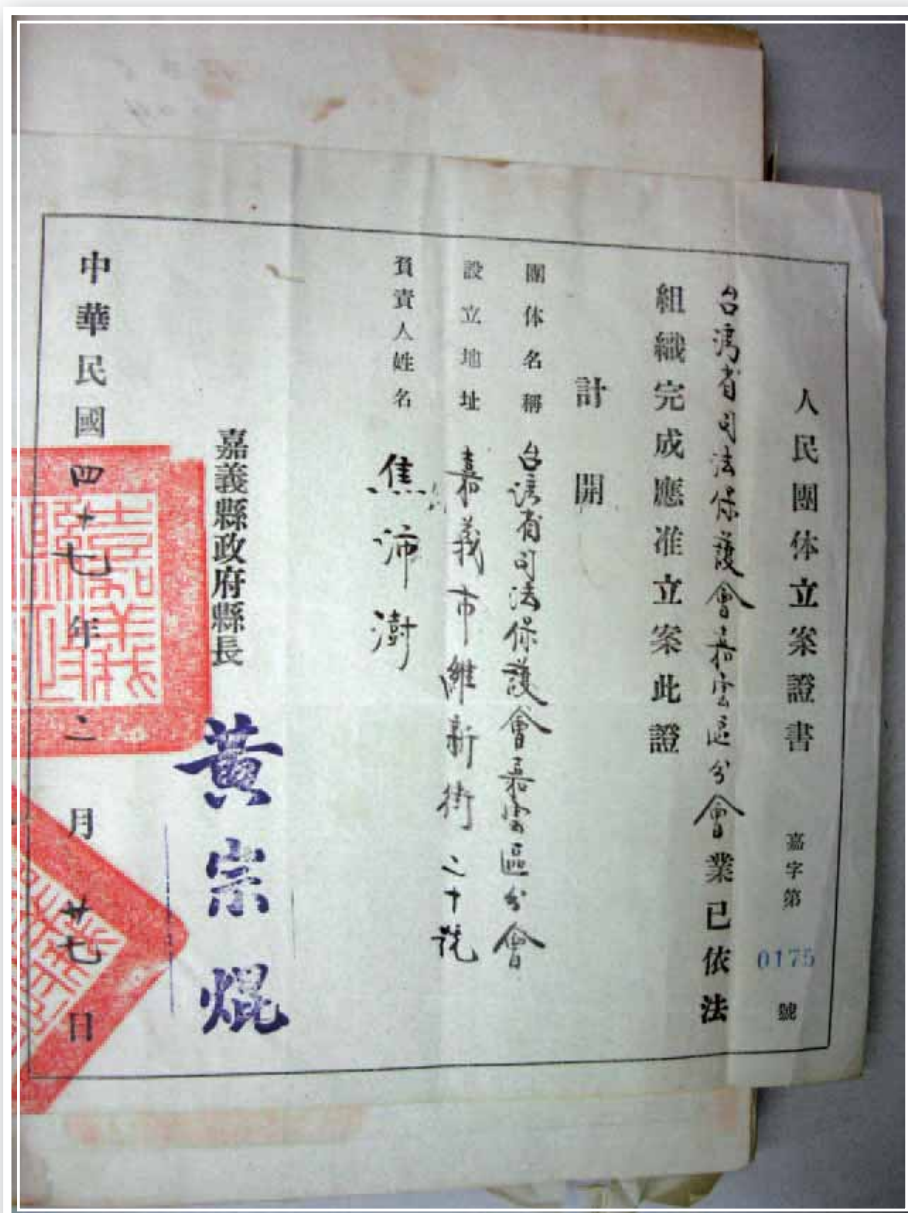 人民團体立案證書 嘉字第0175號
台湾省司法保護會嘉雲區分會業已依法
組織完成應准立案此證
計開
團体名稱 台湾省司法保護會嘉雲區分會
設立地址 嘉義市維新街二十號
負責人姓名 焦沛澍
嘉義縣政府縣長 黃宗焜
中華民國四十七年二月廿七日